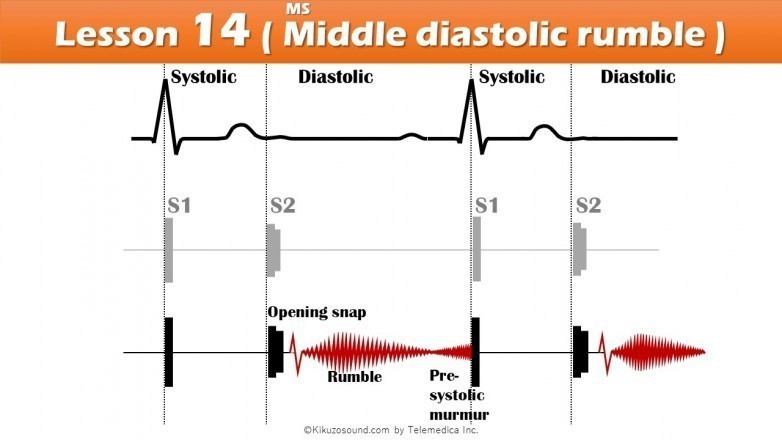 MS
Lesson 14 ( Middle diastolic rumble )
Systolic Diastolic Systolic Diastolic
S1 S2 S1 S2
Opening snap
Rumble
Pre-
systolic
murmur
©Kikuzosound.com by Telemedica Inc.